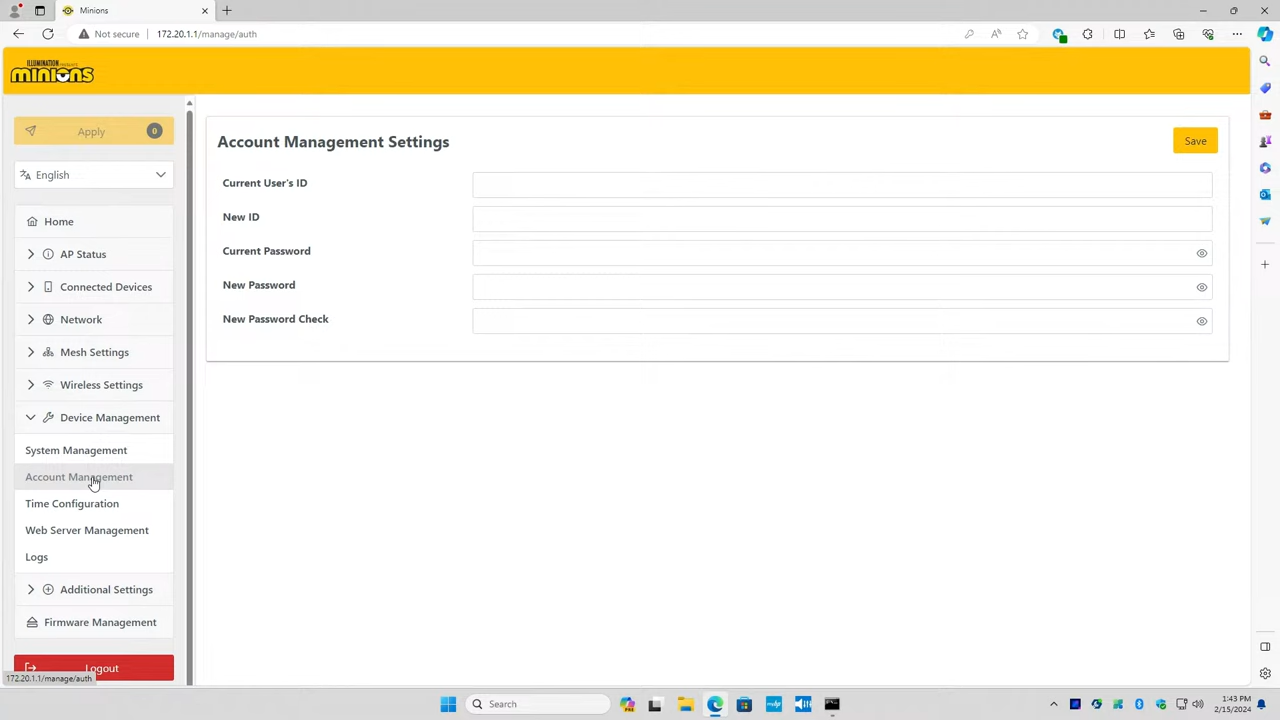 Minions
Not secure
172.20.1.1/manage/auth
ILLUMINATION PRESENTS
minions
Apply
0
English
Home
AP Status
Connected Devices
Network
Mesh Settings
Wireless Settings
Device Management
System Management
Account Management
Time Configuration
Web Server Management
Logs
Additional Settings
Firmware Management
Logout
172.20.1.1/manage/auth
Account Management Settings
Save
Current User's ID
New ID
Current Password
New Password
New Password Check
Search
1:43 PM
2/15/2024